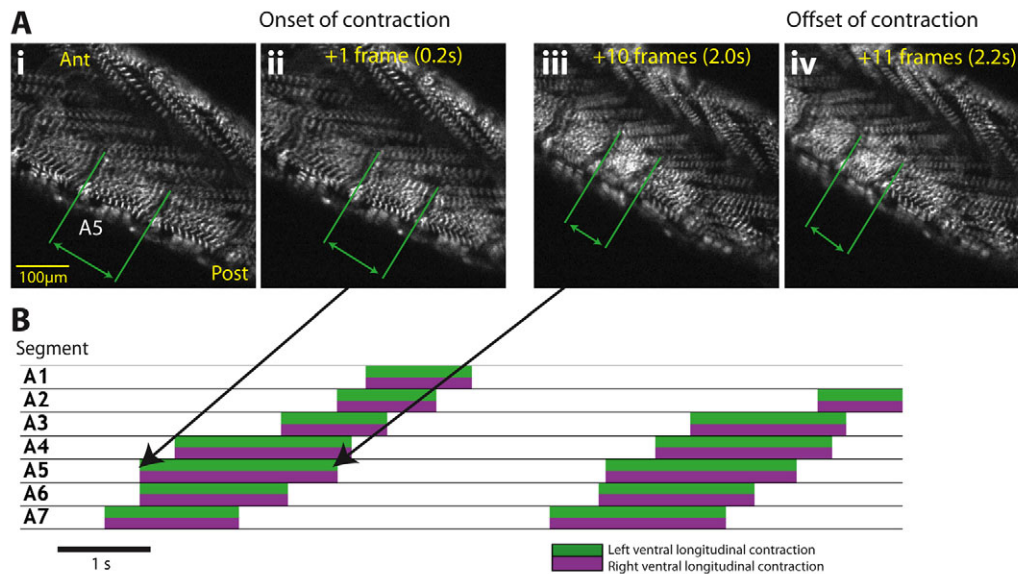 A
Onset of contraction
Offset of contraction
i
Ant
A5
100µm
Post
ii
+1 frame (0.2s)
iii
+10 frames (2.0s)
iv
+11 frames (2.2s)
B
Segment
A1
A2
A3
A4
A5
A6
A7
1 s
Left ventral longitudinal contraction
Right ventral longitudinal contraction